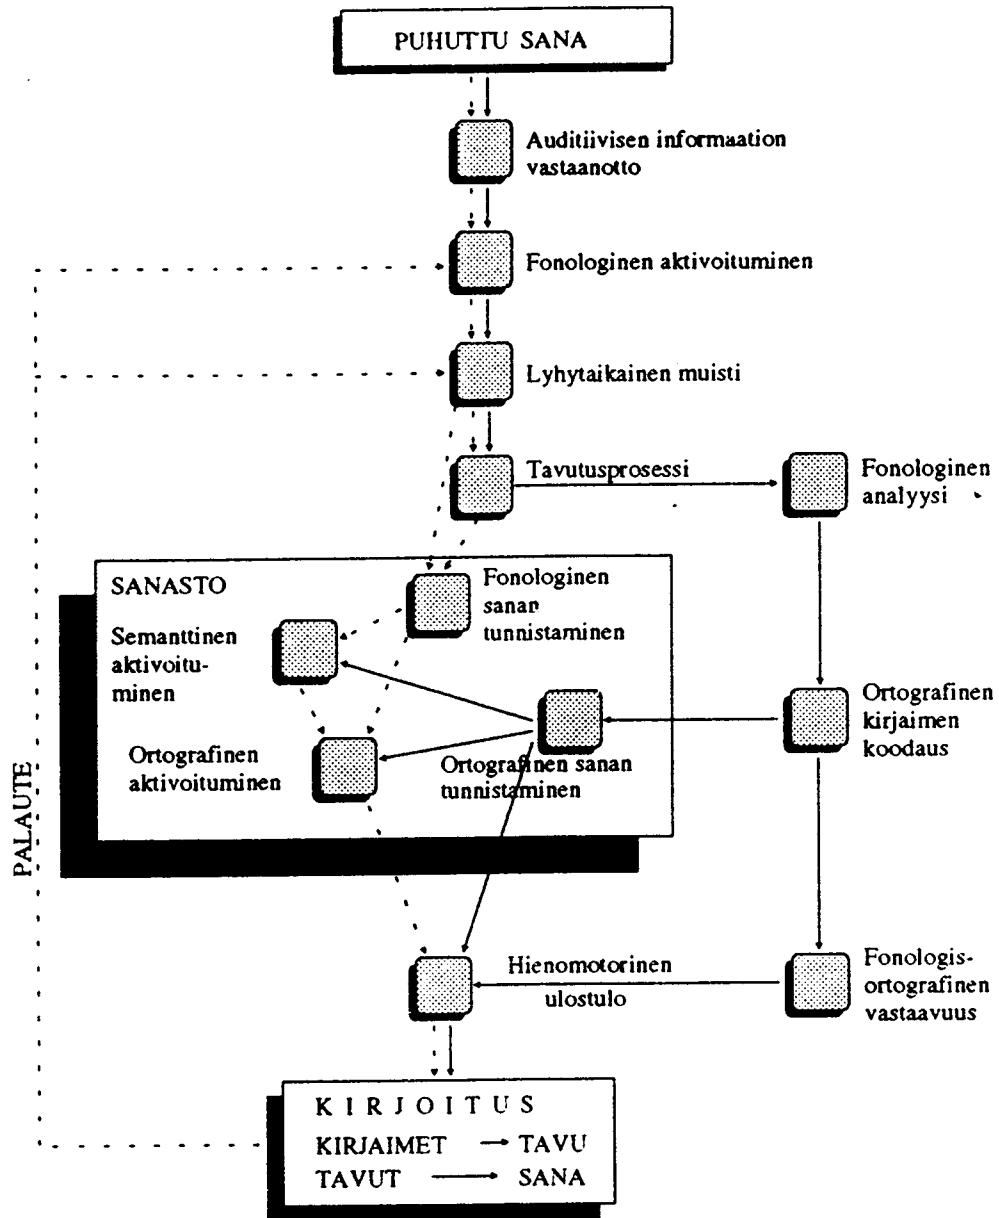 PUHUTTU SANA
Auditiivisen informaation
vastaanotto
Fonologinen aktivoituminen
Lyhytaikainen muisti
Tavutusprosessi
Fonologinen
analyysi
SANASTO
Fonologinen
sanan
tunnistaminen
Semanttinen
aktivoitu-
minen
Ortografinen
kirjaimen
koodaus
Ortografinen
aktivoituminen
Ortografinen sanan
tunnistaminen
PALAUTE
Hienomotorinen
ulostulo
Fonologis-
ortografinen
vastaavuus
K I R J O I T U S
KIRJAIMET → TAVU
TAVUT → SANA